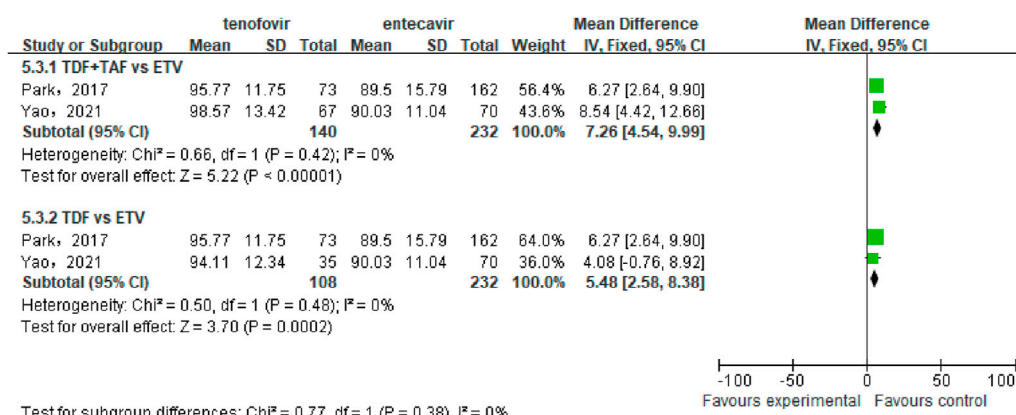 tenofovir entecavir Mean Difference Mean Difference
Study or Subgroup Mean SD Total Mean SD Total Weight IV, Fixed, 95% CI IV, Fixed, 95% CI
5.3.1 TDF+TAF vs ETV
Park，2017 95.77 11.75 73 89.5 15.79 162 56.4% 6.27 [2.64, 9.90]
Yao，2021 98.57 13.42 67 90.03 11.04 70 43.6% 8.54 [4.42, 12.66]
Subtotal (95% CI) 140 232 100.0% 7.26 [4.54, 9.99]
Heterogeneity: Chi² = 0.66, df = 1 (P = 0.42); I² = 0%
Test for overall effect: Z = 5.22 (P < 0.00001)
5.3.2 TDF vs ETV
Park，2017 95.77 11.75 73 89.5 15.79 162 64.0% 6.27 [2.64, 9.90]
Yao，2021 94.11 12.34 35 90.03 11.04 70 36.0% 4.08 [-0.76, 8.92]
Subtotal (95% CI) 108 232 100.0% 5.48 [2.58, 8.38]
Heterogeneity: Chi² = 0.50, df = 1 (P = 0.48); I² = 0%
Test for overall effect: Z = 3.70 (P = 0.0002)
-100 -50 0 50 100
Favours experimental Favours control
Test for subgroup differences: Chi² = 0.77, df = 1 (P = 0.38), I² = 0%